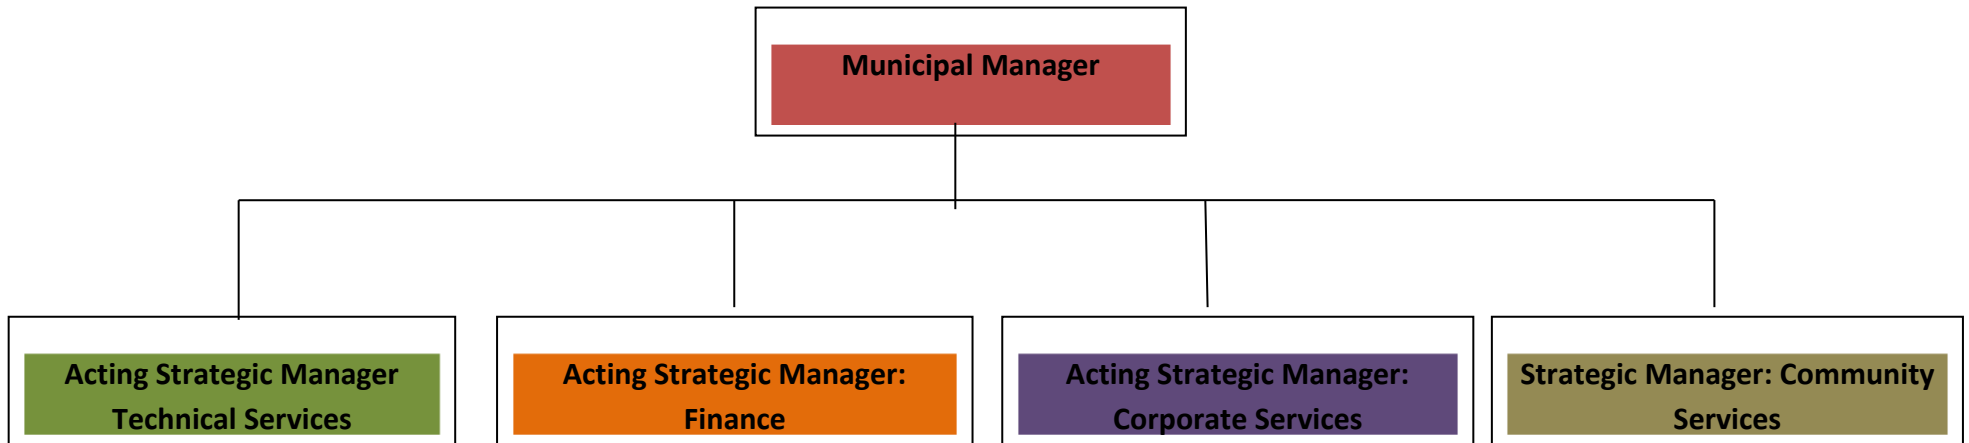 Municipal Manager
Acting Strategic Manager
Technical Services
Acting Strategic Manager:
Finance
Acting Strategic Manager:
Corporate Services
Strategic Manager: Community
Services